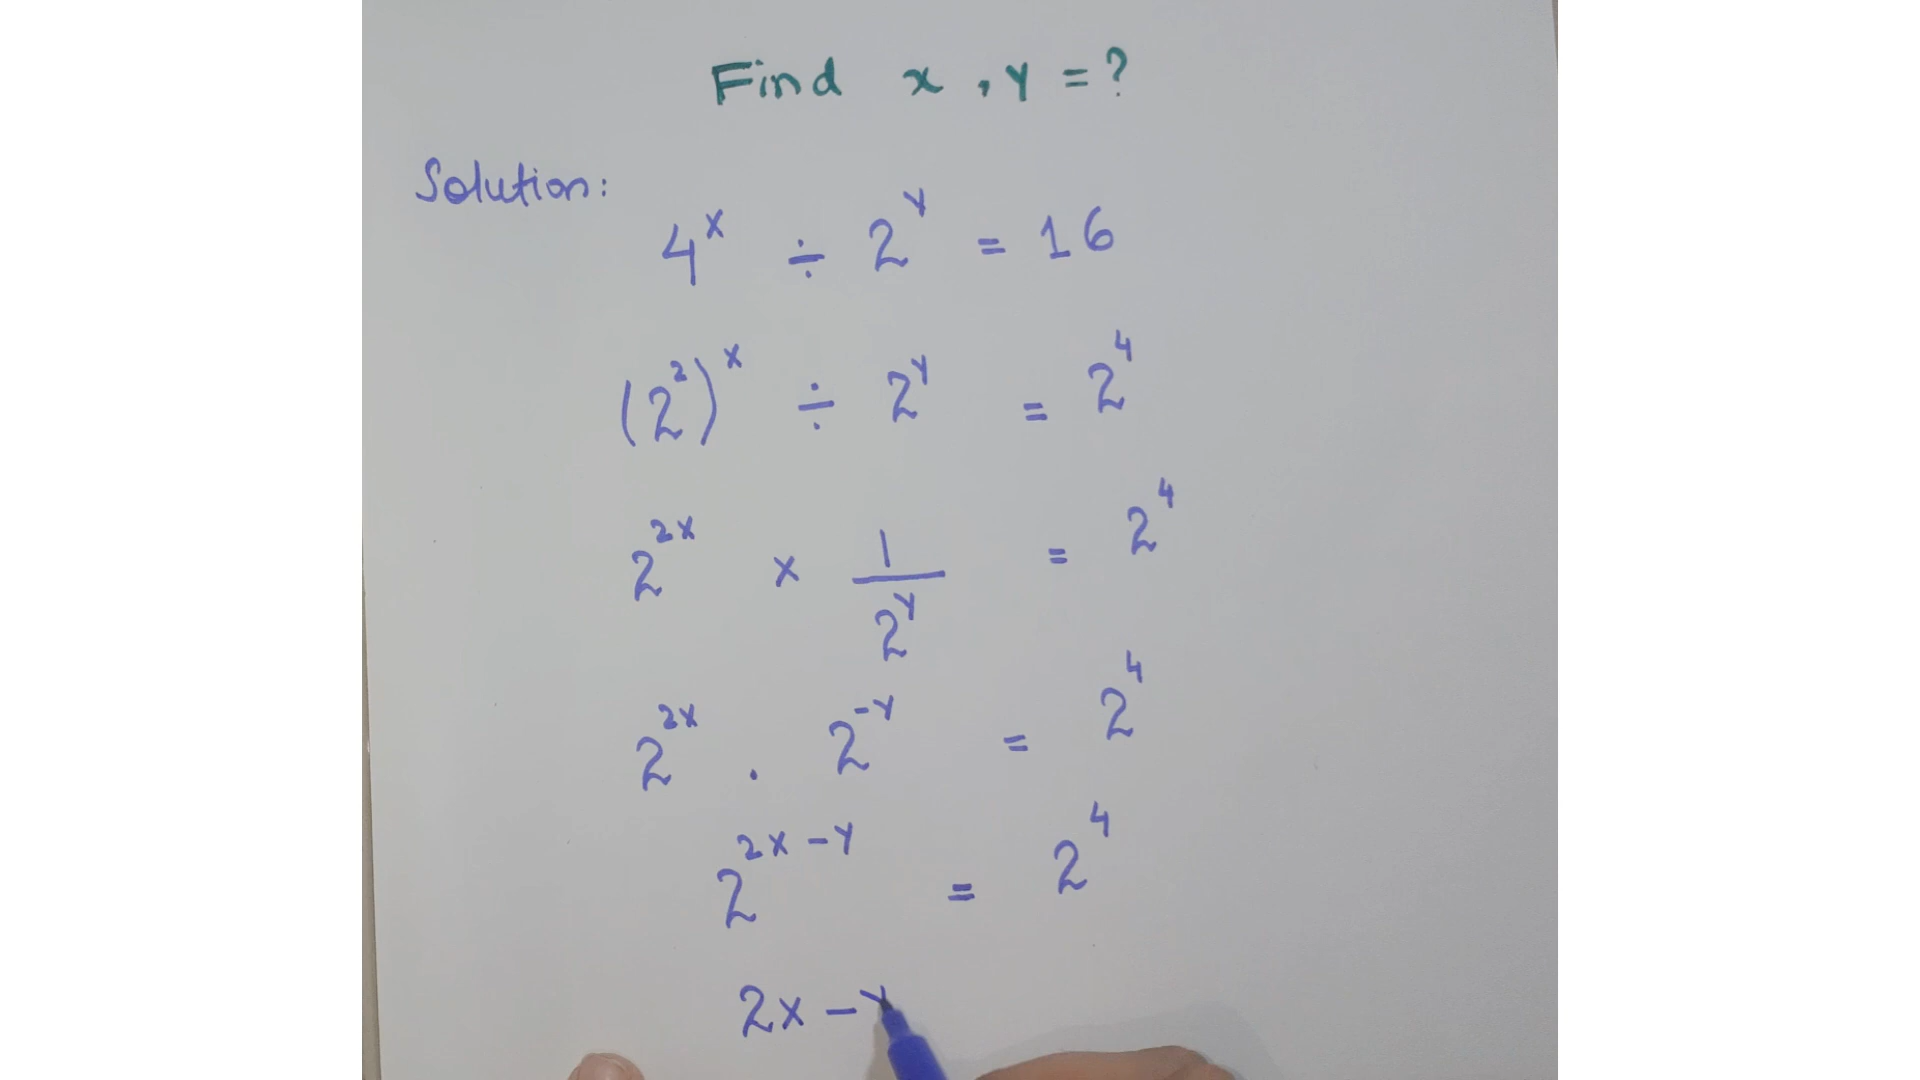 Find x , y = ?
Solution:
4^x ÷ 2^y = 16
(2^2)^x ÷ 2^y = 2^4
2^2x × 1/2^y = 2^4
2^2x . 2^-y = 2^4
2^2x-y = 2^4
2x - y